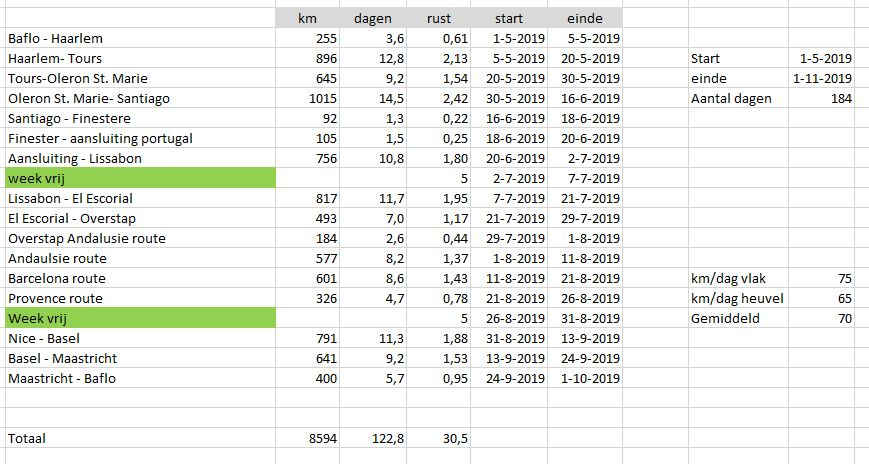 km dagen rust start einde
Baflo - Haarlem 255 3,6 0,61 1-5-2019 5-5-2019
Haarlem- Tours 896 12,8 2,13 5-5-2019 20-5-2019 Start 1-5-2019
Tours-Oleron St. Marie 645 9,2 1,54 20-5-2019 30-5-2019 einde 1-11-2019
Oleron St. Marie- Santiago 1015 14,5 2,42 30-5-2019 16-6-2019 Aantal dagen 184
Santiago - Finestere 92 1,3 0,22 16-6-2019 18-6-2019
Finester - aansluiting portugal 105 1,5 0,25 18-6-2019 20-6-2019
Aansluiting - Lissabon 756 10,8 1,80 20-6-2019 2-7-2019
week vrij 5 2-7-2019 7-7-2019
Lissabon - El Escorial 817 11,7 1,95 7-7-2019 21-7-2019
El Escorial - Overstap 493 7,0 1,17 21-7-2019 29-7-2019
Overstap Andalusie route 184 2,6 0,44 29-7-2019 1-8-2019
Andaulsie route 577 8,2 1,37 1-8-2019 11-8-2019
Barcelona route 601 8,6 1,43 11-8-2019 21-8-2019 km/dag vlak 75
Provence route 326 4,7 0,78 21-8-2019 26-8-2019 km/dag heuvel 65
Week vrij 5 26-8-2019 31-8-2019 Gemiddeld 70
Nice - Basel 791 11,3 1,88 31-8-2019 13-9-2019
Basel - Maastricht 641 9,2 1,53 13-9-2019 24-9-2019
Maastricht - Baflo 400 5,7 0,95 24-9-2019 1-10-2019
Totaal 8594 122,8 30,5